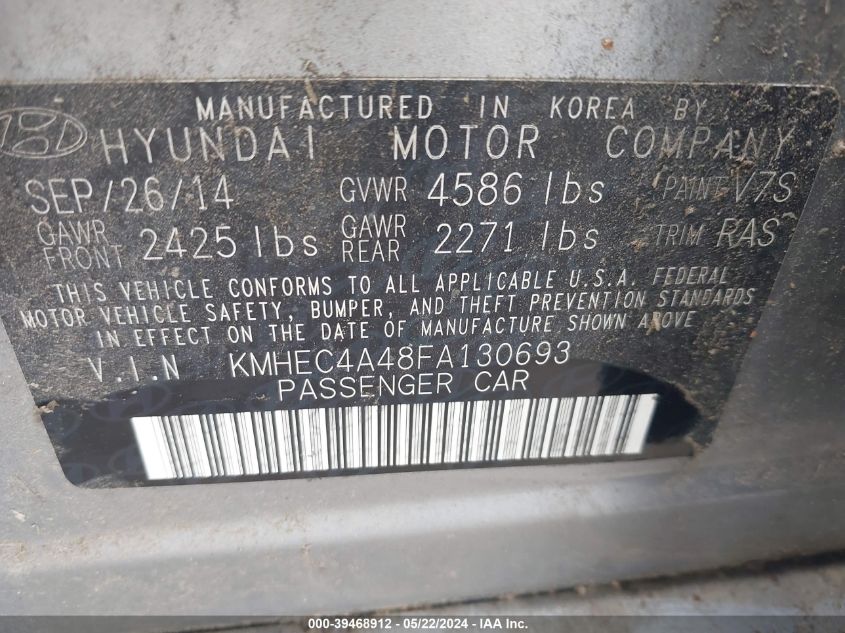 MANUFACTURED IN KOREA BY
HYUNDAI MOTOR COMPANY
SEP/26/14 GVWR 4586 lbs PAINT V7S
GAWR FRONT 2425 lbs GAWR REAR 2271 lbs TRIM RAS
THIS VEHICLE CONFORMS TO ALL APPLICABLE U.S.A. FEDERAL
MOTOR VEHICLE SAFETY, BUMPER, AND THEFT PREVENTION STANDARDS
IN EFFECT ON THE DATE OF MANUFACTURE SHOWN ABOVE
V.I.N KMHEC4A48FA130693
PASSENGER CAR
000-39468912 - 05/22/2024 - IAAI.COM